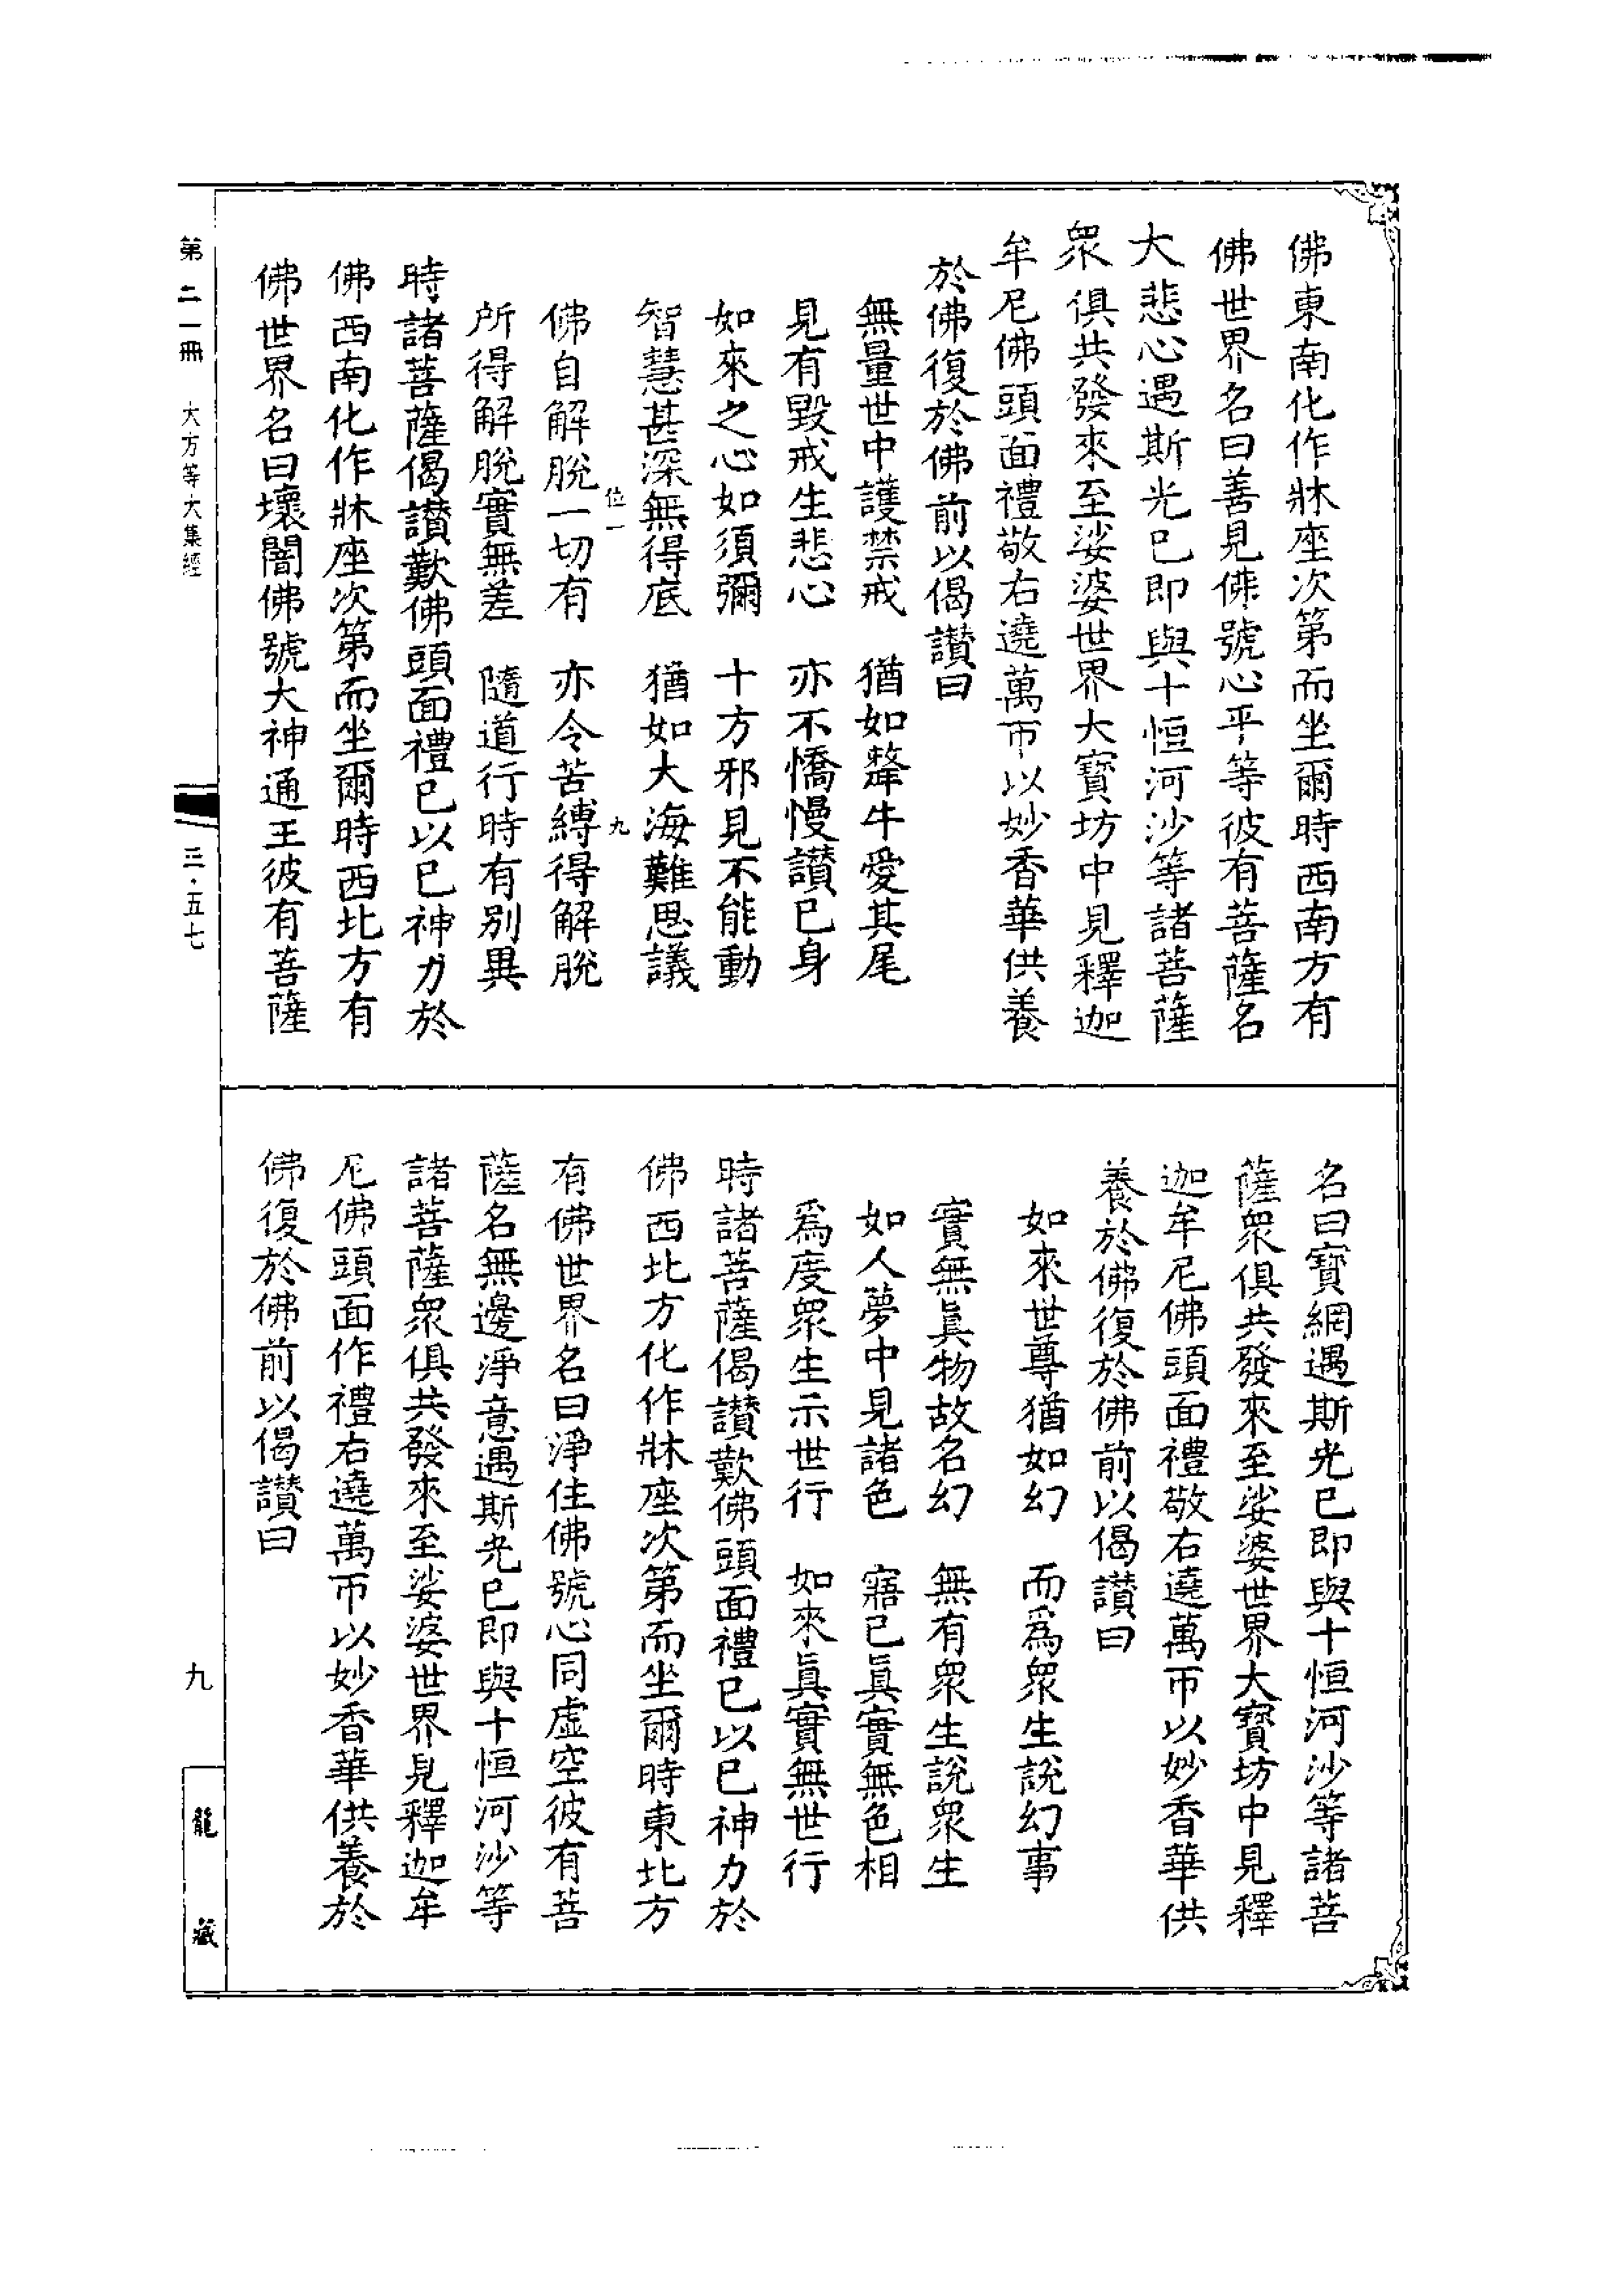 佛東南化作牀座次第而坐爾時西南方有
佛世界名曰善見佛號心平等彼有菩薩名
大悲心遇斯光已即與十恒河沙等諸菩薩
眾俱共發來至娑婆世界大寶坊中見釋迦
牟尼佛頭面禮敬右遶萬帀以妙香華供養
於佛復於佛前以偈讃曰
無量世中護禁戒　猶如犛牛愛其尾
見有毀戒生悲心　亦不憍慢讃已身
如來之心如須彌　十方邪見不能動
智慧甚深無得底　猶如大海難思議
位一　九
佛自解脫一切有　亦令苦縛得解脫
所得解脫實無差　隨道行時有別異
時諸菩薩偈讃歎佛頭面禮已以已神力於
佛西南化作牀座次第而坐爾時西北方有
佛世界名曰壞闇佛號大神通王彼有菩薩
名曰寶網遇斯光已即與十恒河沙等諸菩
薩眾俱共發來至娑婆世界大寶坊中見釋
迦牟尼佛頭面禮敬右遶萬帀以妙香華供
養於佛復於佛前以偈讃曰
如來世尊猶如幻　而爲眾生說幻事
實無眞物故名幻　無有眾生說眾生
如人夢中見諸色　寤已眞實無色相
爲度眾生示世行　如來眞實無世行
時諸菩薩偈讃歎佛頭面禮已以已神力於
佛西北方化作牀座次第而坐爾時東北方
有佛世界名曰淨住佛號心同虛空彼有菩
薩名無邊淨意遇斯光已即與十恒河沙等
諸菩薩眾俱共發來至娑婆世界見釋迦牟
尼佛頭面作禮右遶萬帀以妙香華供養於
佛復於佛前以偈讃曰
第二一冊　大方等大集經　三·五七　九　龍藏